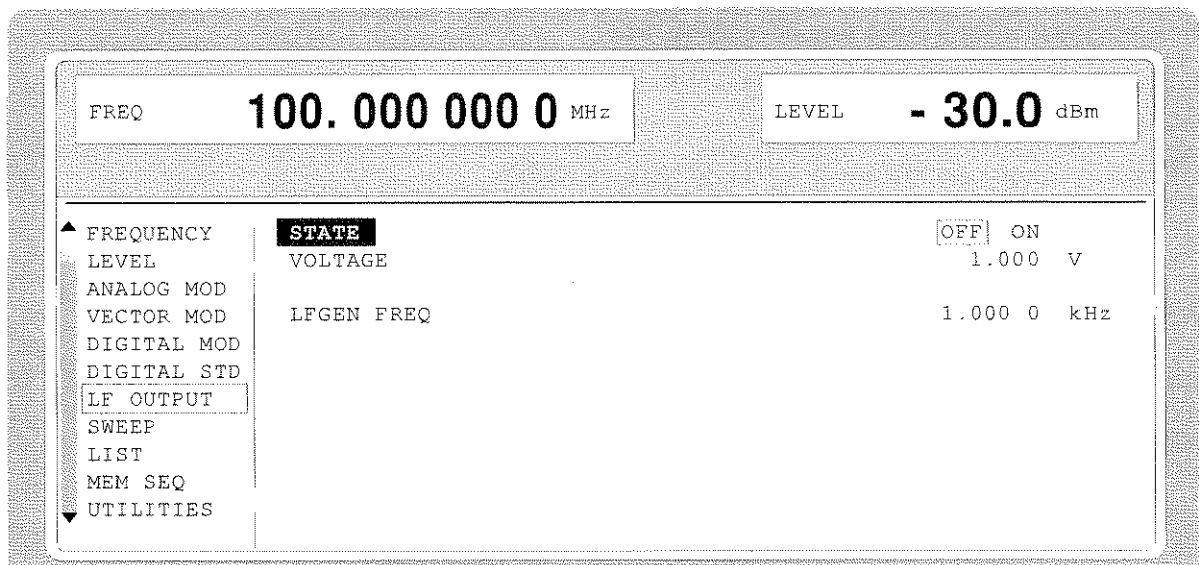 FREQ 100. 000 000 0 MHz LEVEL - 30.0 dBm
FREQUENCY STATE OFF ON
LEVEL VOLTAGE 1.000 V
ANALOG MOD
VECTOR MOD LFGEN FREQ 1.000 0 kHz
DIGITAL MOD
DIGITAL STD
LF OUTPUT
SWEEP
LIST
MEM SEQ
UTILITIES